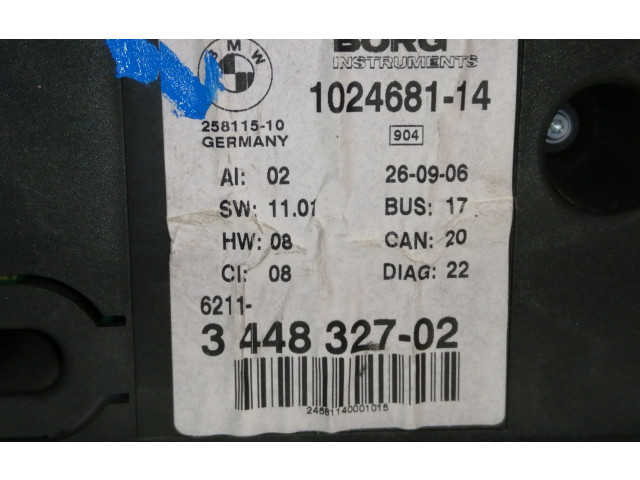 BMW
BORG
INSTRUMENTS
1024681-14
258115-10
GERMANY
904
AI: 02 26-09-06
SW: 11.01 BUS: 17
HW: 08 CAN: 20
CI: 08 DIAG: 22
6211-
3 448 327-02
24681140001015